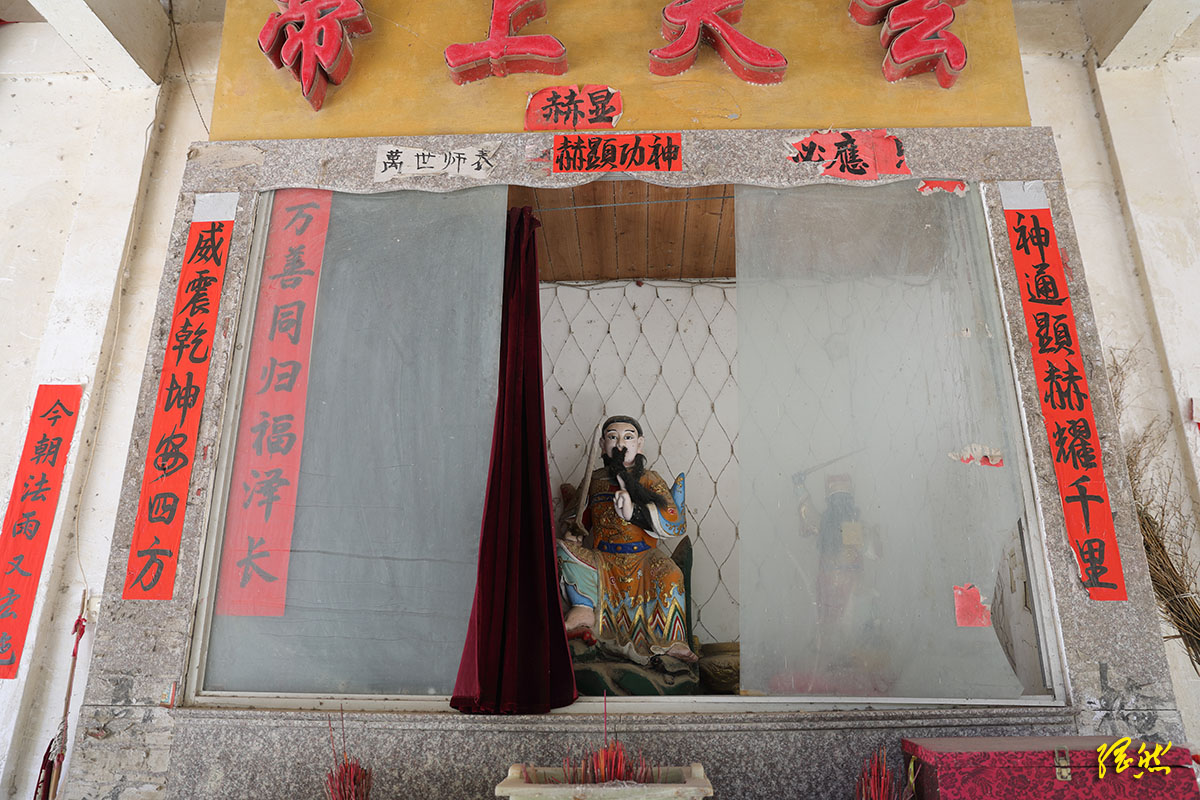 玄天上帝
显赫
神功顯赫
萬世师表
必應
神通顯赫耀千里
威震乾坤安四方
万善同归福泽长
今朝法雨又玄